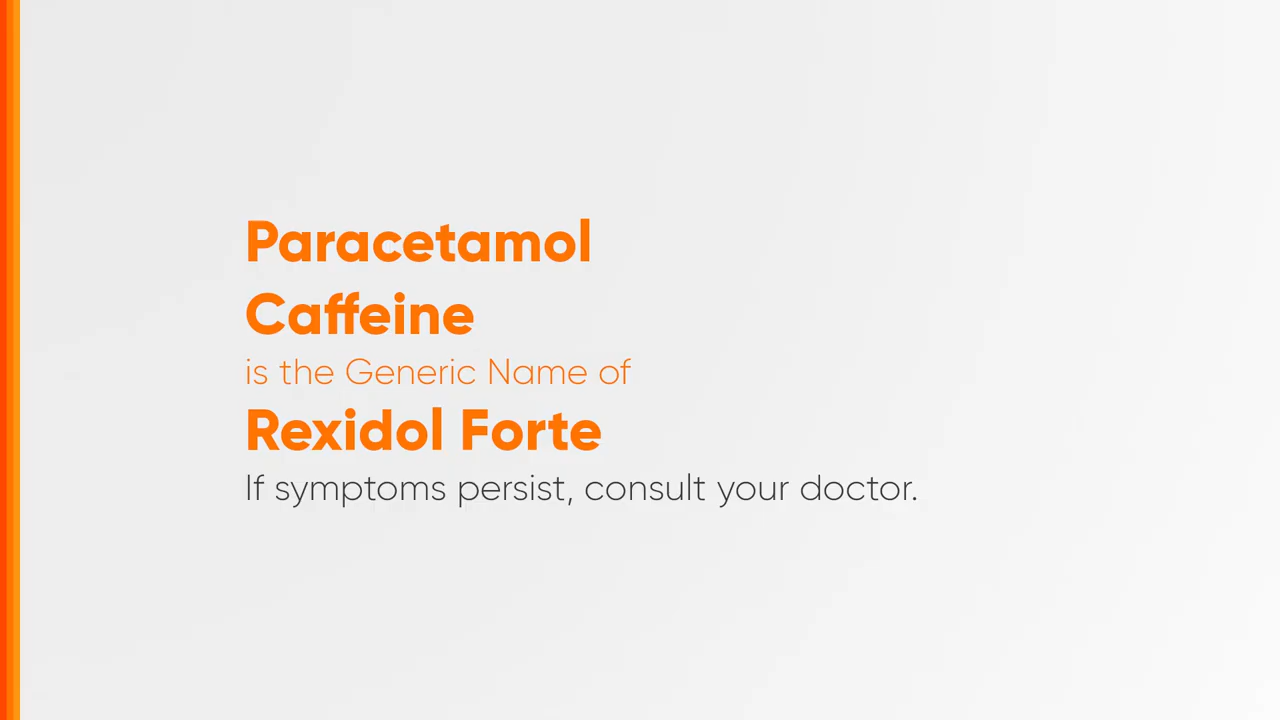 Paracetamol
Caffeine
is the Generic Name of
Rexidol Forte
If symptoms persist, consult your doctor.